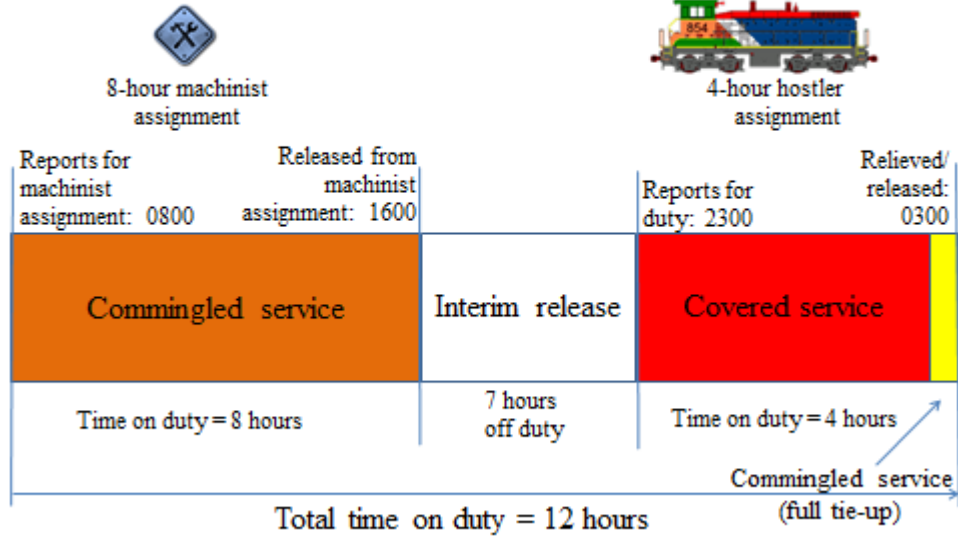 854
8-hour machinist
assignment
4-hour hostler
assignment
Reports for
machinist
assignment: 0800
Released from
machinist
assignment: 1600
Reports for
duty: 2300
Relieved/
released:
0300
Commingled service
Interim release
Covered service
Time on duty = 8 hours
7 hours
off duty
Time on duty = 4 hours
Commingled service
(full tie-up)
Total time on duty = 12 hours